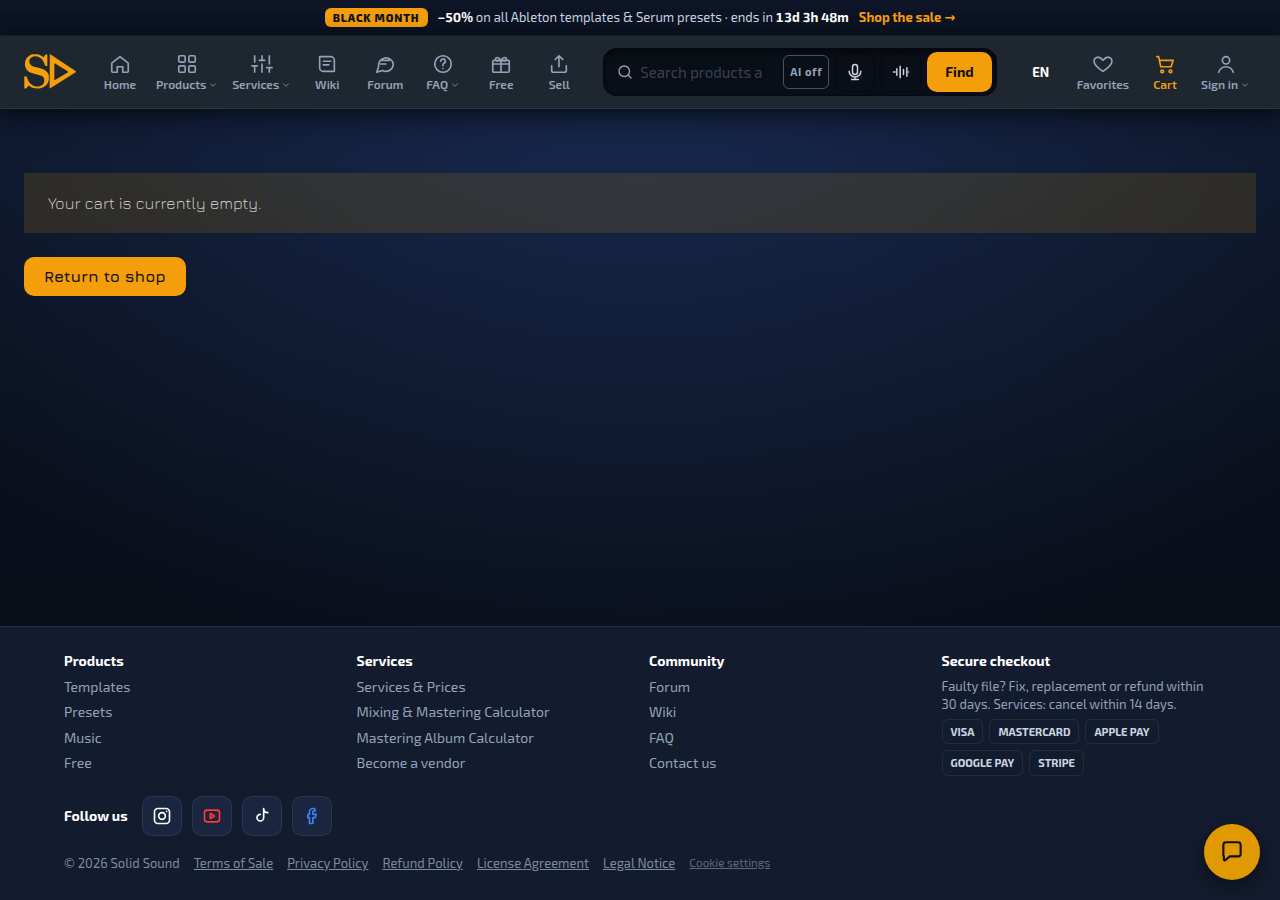 BLACK MONTH −50% on all Ableton templates & Serum presets · ends in 13d 3h 48m Shop the sale →
SD
Home Products Services Wiki Forum FAQ Free Sell Search products a AI off Find EN Favorites Cart Sign in
Your cart is currently empty.
Return to shop
Products Services Community Secure checkout
Templates Services & Prices Forum Faulty file? Fix, replacement or refund within
30 days. Services: cancel within 14 days.
Presets Mixing & Mastering Calculator Wiki VISA MASTERCARD APPLE PAY
Music Mastering Album Calculator FAQ
Free Become a vendor Contact us GOOGLE PAY STRIPE
Follow us
© 2026 Solid Sound Terms of Sale Privacy Policy Refund Policy License Agreement Legal Notice Cookie settings